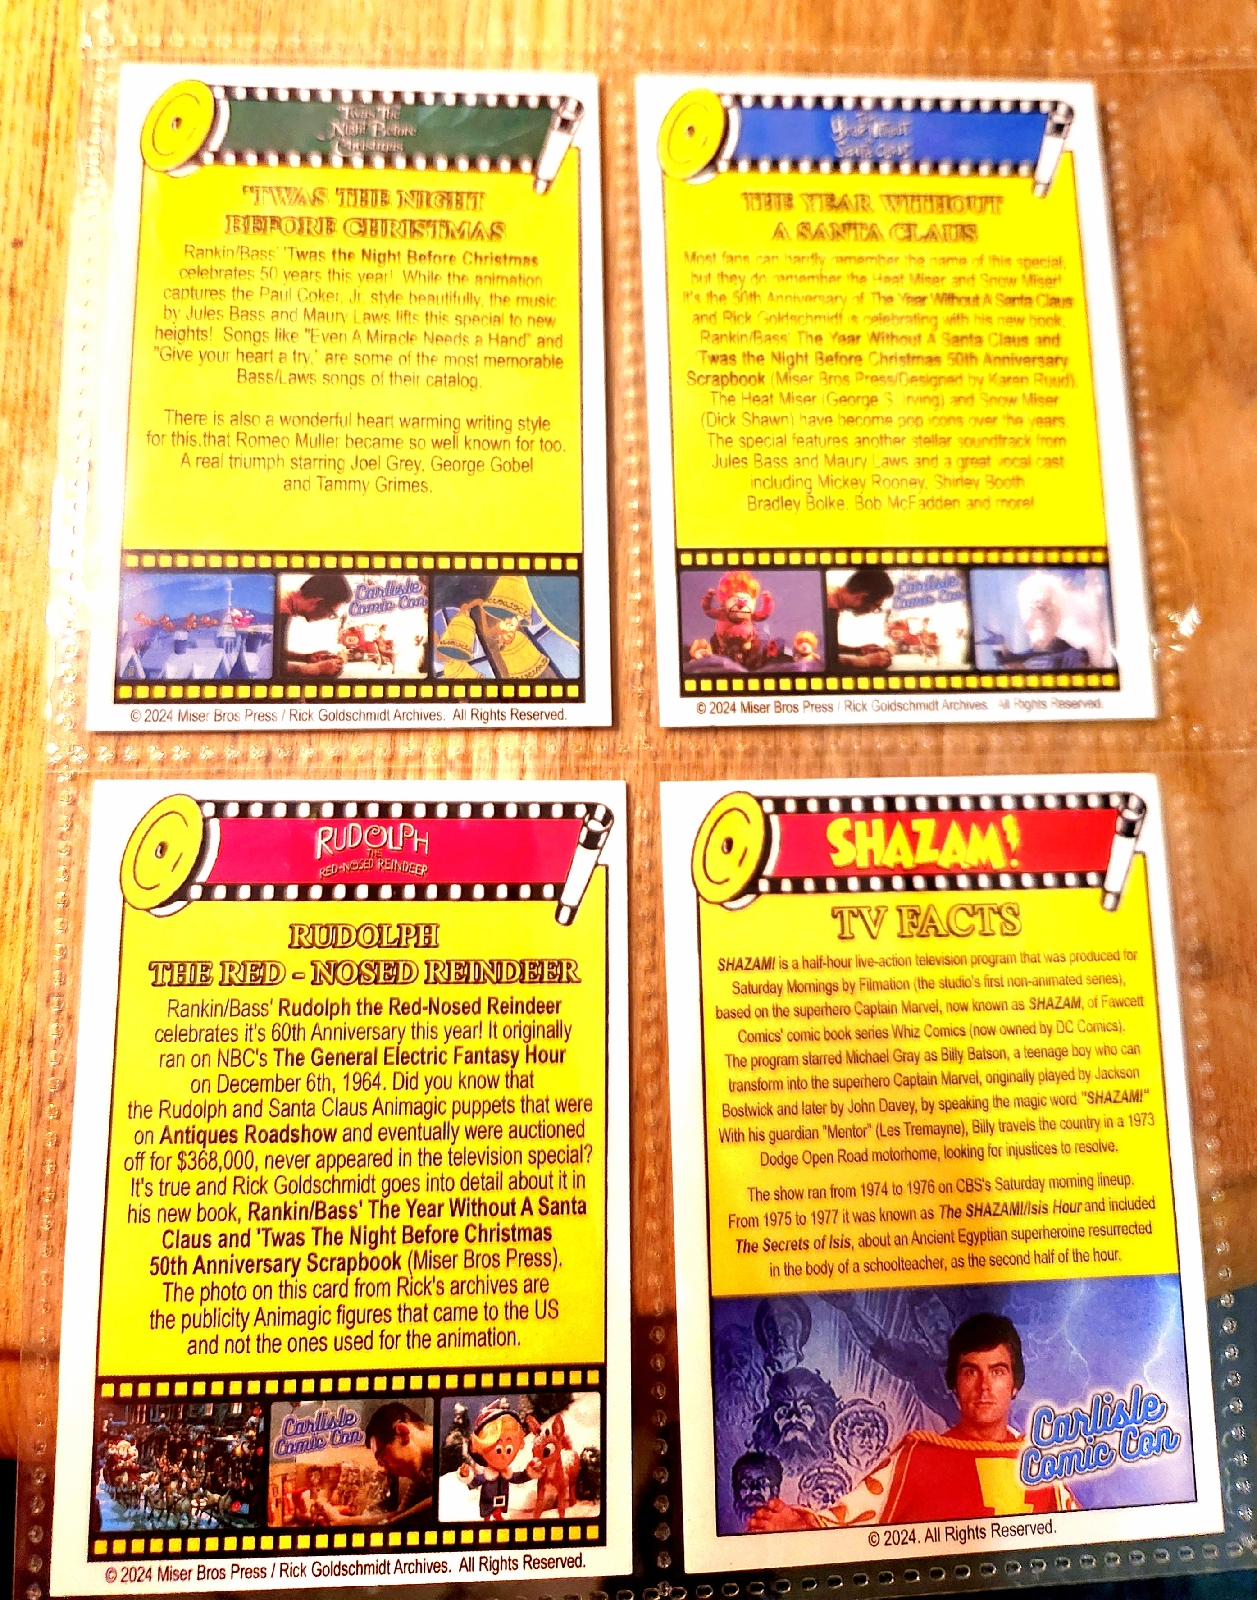 'Twas the
Night Before
Christmas
'TWAS THE NIGHT
BEFORE CHRISTMAS
Rankin/Bass' 'Twas the Night Before Christmas
celebrates 50 years this year! While the animation
captures the Paul Coker, Jr. style beautifully, the music
by Jules Bass and Maury Laws lifts this special to new
heights! Songs like "Even A Miracle Needs a Hand" and
"Give your heart a try," are some of the most memorable
Bass/Laws songs of their catalog.
There is also a wonderful heart warming writing style
for this,that Romeo Muller became so well known for too.
A real triumph starring Joel Grey, George Gobel
and Tammy Grimes.
Carlisle
Comic Con
© 2024 Miser Bros Press / Rick Goldschmidt Archives. All Rights Reserved.
The
Year Without
Santa Claus
THE YEAR WITHOUT
A SANTA CLAUS
Most fans can hardly remember the name of this special,
but they do remember the Heat Miser and Snow Miser!
It's the 50th Anniversary of The Year Without A Santa Claus
and Rick Goldschmidt is celebrating with his new book,
Rankin/Bass' The Year Without A Santa Claus and
'Twas the Night Before Christmas 50th Anniversary
Scrapbook (Miser Bros Press/Designed by Karen Ruud).
The Heat Miser (George S. Irving) and Snow Miser
(Dick Shawn) have become pop icons over the years.
The special features another stellar soundtrack from
Jules Bass and Maury Laws and a great vocal cast
including Mickey Rooney, Shirley Booth
Bradley Bolke, Bob McFadden and more!
Carlisle
Comic Con
© 2024 Miser Bros Press / Rick Goldschmidt Archives. All Rights Reserved.
RUDOLPH
THE
RED-NOSED REINDEER
RUDOLPH
THE RED - NOSED REINDEER
Rankin/Bass' Rudolph the Red-Nosed Reindeer
celebrates it's 60th Anniversary this year! It originally
ran on NBC's The General Electric Fantasy Hour
on December 6th, 1964. Did you know that
the Rudolph and Santa Claus Animagic puppets that were
on Antiques Roadshow and eventually were auctioned
off for $368,000, never appeared in the television special?
It's true and Rick Goldschmidt goes into detail about it in
his new book, Rankin/Bass' The Year Without A Santa
Claus and 'Twas The Night Before Christmas
50th Anniversary Scrapbook (Miser Bros Press).
The photo on this card from Rick's archives are
the publicity Animagic figures that came to the US
and not the ones used for the animation.
Carlisle
Comic Con
© 2024 Miser Bros Press / Rick Goldschmidt Archives. All Rights Reserved.
SHAZAM!
TV FACTS
SHAZAM! is a half-hour live-action television program that was produced for
Saturday Mornings by Filmation (the studio's first non-animated series),
based on the superhero Captain Marvel, now known as SHAZAM, of Fawcett
Comics' comic book series Whiz Comics (now owned by DC Comics).
The program starred Michael Gray as Billy Batson, a teenage boy who can
transform into the superhero Captain Marvel, originally played by Jackson
Bostwick and later by John Davey, by speaking the magic word "SHAZAM!"
With his guardian "Mentor" (Les Tremayne), Billy travels the country in a 1973
Dodge Open Road motorhome, looking for injustices to resolve.
The show ran from 1974 to 1976 on CBS's Saturday morning lineup.
From 1975 to 1977 it was known as The SHAZAM!/Isis Hour and included
The Secrets of Isis, about an Ancient Egyptian superheroine resurrected
in the body of a schoolteacher, as the second half of the hour.
Carlisle
Comic Con
© 2024. All Rights Reserved.